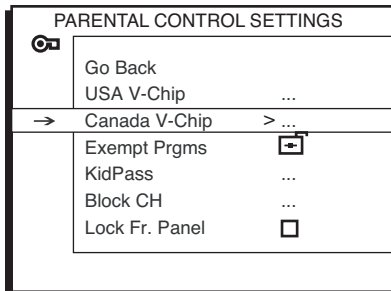 PARENTAL CONTROL SETTINGS
Go Back
USA V-Chip ...
→ Canada V-Chip > ...
Exempt Prgms
KidPass ...
Block CH ...
Lock Fr. Panel